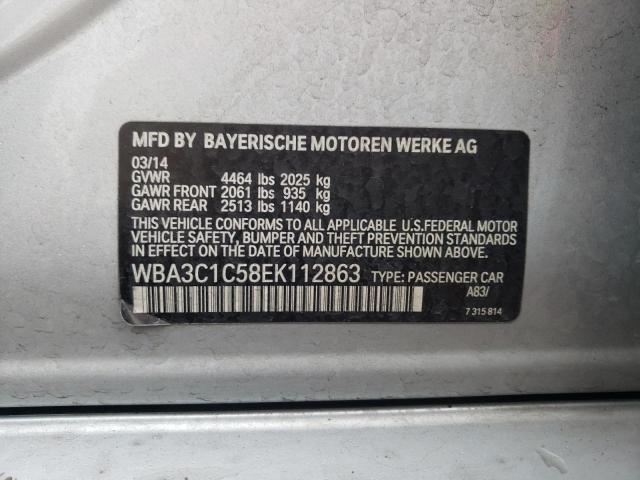 MFD BY BAYERISCHE MOTOREN WERKE AG
03/14
GVWR 4464 lbs 2025 kg
GAWR FRONT 2061 lbs 935 kg
GAWR REAR 2513 lbs 1140 kg
THIS VEHICLE CONFORMS TO ALL APPLICABLE U.S.FEDERAL MOTOR
VEHICLE SAFETY, BUMPER AND THEFT PREVENTION STANDARDS
IN EFFECT ON THE DATE OF MANUFACTURE SHOWN ABOVE.
WBA3C1C58EK112863 TYPE: PASSENGER CAR
A83/
7 315 814